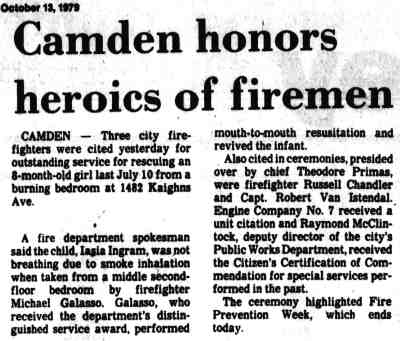 October 13, 1979
Camden honors
heroics of firemen
CAMDEN — Three city fire-
fighters were cited yesterday for
outstanding service for rescuing an
8-month-old girl last July 10 from a
burning bedroom at 1482 Kaighns
Ave.
A fire department spokesman
said the child, Iasia Ingram, was not
breathing due to smoke inhalation
when taken from a middle second-
floor bedroom by firefighter
Michael Galasso. Galasso, who
received the department's distin-
guished service award, performed
mouth-to-mouth resusitation and
revived the infant.
Also cited in ceremonies, presided
over by chief Theodore Primas,
were firefighter Russell Chandler
and Capt. Robert Van Istendal.
Engine Company No. 7 received a
unit citation and Raymond McClin-
tock, deputy director of the city's
Public Works Department, received
the Citizen's Certification of Com-
mendation for special services per-
formed in the past.
The ceremony highlighted Fire
Prevention Week, which ends
today.